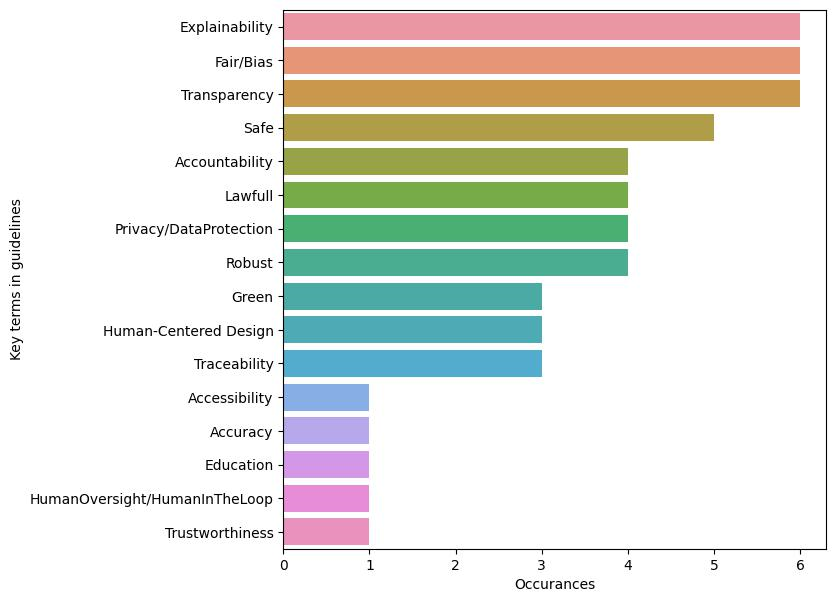 Explainability
Fair/Bias
Transparency
Safe
Accountability
Lawfull
Privacy/DataProtection
Robust
Green
Human-Centered Design
Traceability
Accessibility
Accuracy
Education
HumanOversight/HumanInTheLoop
Trustworthiness
Key terms in guidelines
0 1 2 3 4 5 6
Occurances